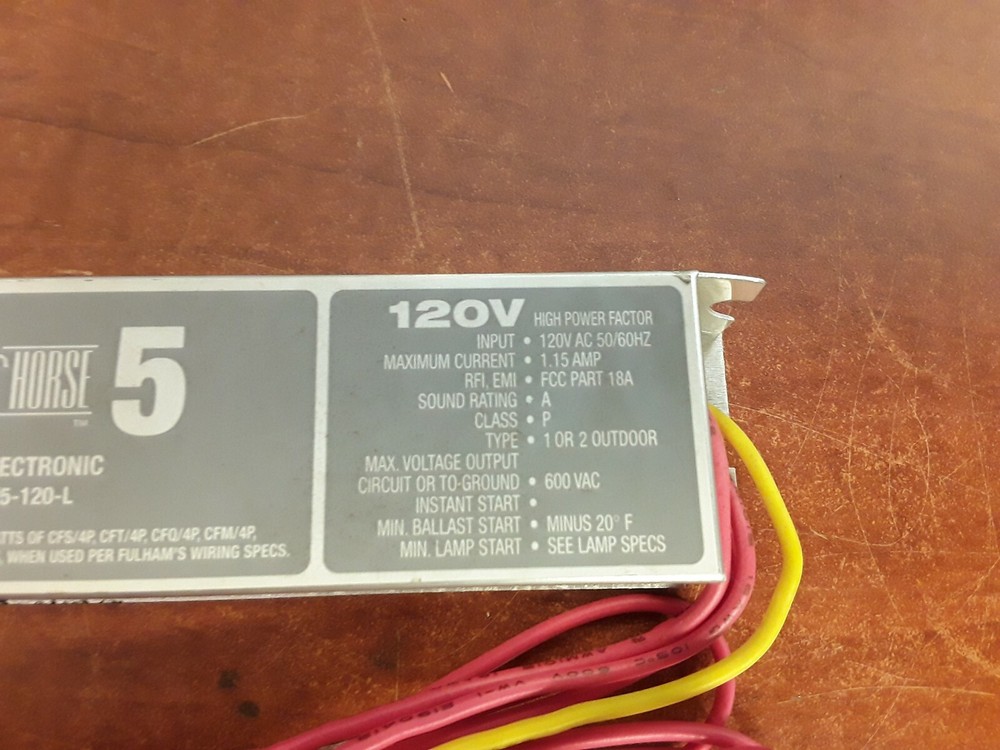 HORSE 5
TM
ECTRONIC
5-120-L
TTS OF CFS/4P, CFT/4P, CFQ/4P, CFM/4P,
, WHEN USED PER FULHAM'S WIRING SPECS.
120V HIGH POWER FACTOR
INPUT • 120V AC 50/60HZ
MAXIMUM CURRENT • 1.15 AMP
RFI, EMI • FCC PART 18A
SOUND RATING • A
CLASS • P
TYPE • 1 OR 2 OUTDOOR
MAX. VOLTAGE OUTPUT
CIRCUIT OR TO-GROUND • 600 VAC
INSTANT START •
MIN. BALLAST START • MINUS 20° F
MIN. LAMP START • SEE LAMP SPECS
105°C